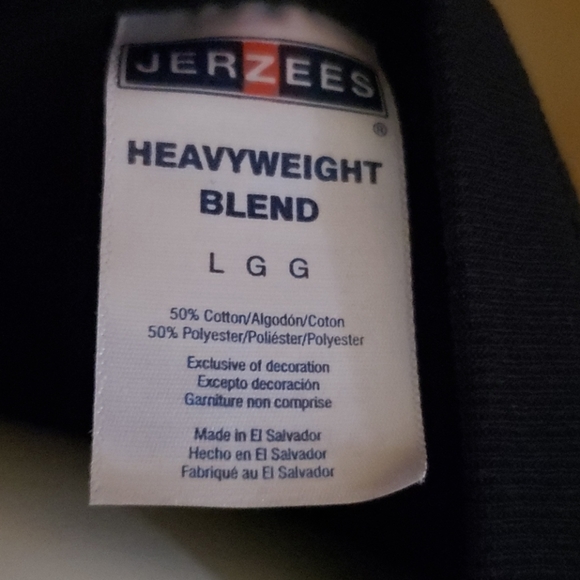 JERZEES
®
HEAVYWEIGHT
BLEND
L G G
50% Cotton/Algodón/Coton
50% Polyester/Poliéster/Polyester
Exclusive of decoration
Excepto decoración
Garniture non comprise
Made in El Salvador
Hecho en El Salvador
Fabriqué au El Salvador